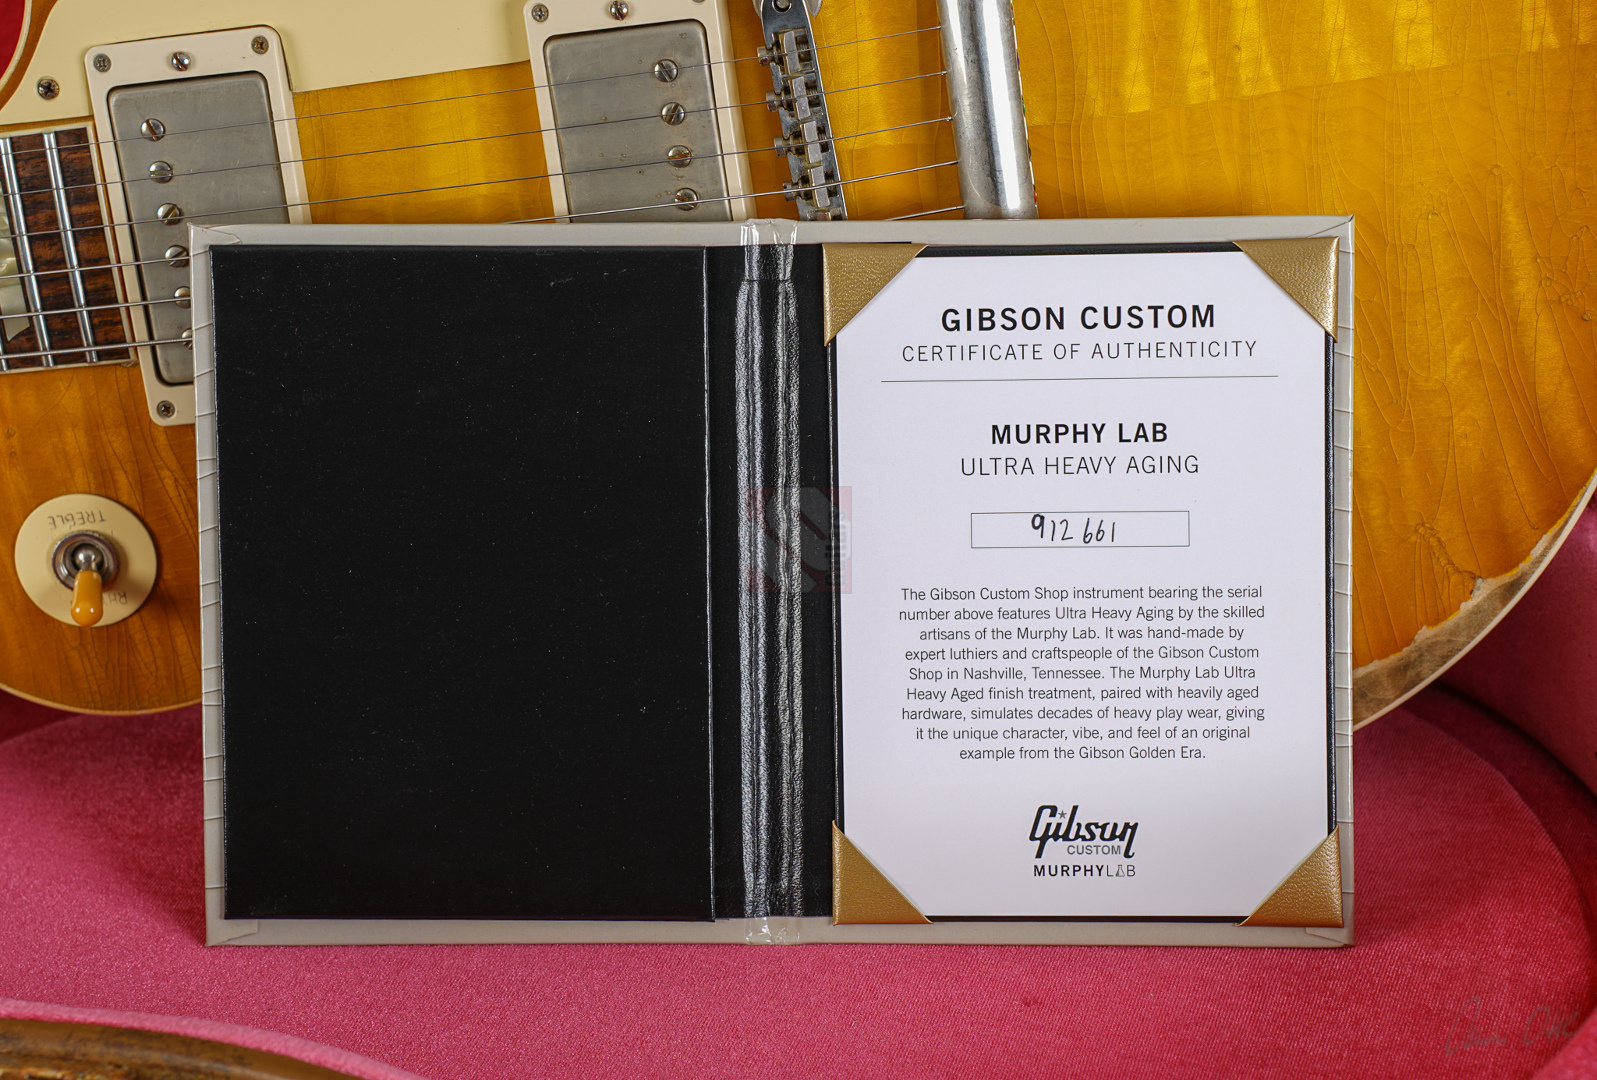 TREBLE
RH
GIBSON CUSTOM
CERTIFICATE OF AUTHENTICITY
MURPHY LAB
ULTRA HEAVY AGING
912661
The Gibson Custom Shop instrument bearing the serial
number above features Ultra Heavy Aging by the skilled
artisans of the Murphy Lab. It was hand-made by
expert luthiers and craftspeople of the Gibson Custom
Shop in Nashville, Tennessee. The Murphy Lab Ultra
Heavy Aged finish treatment, paired with heavily aged
hardware, simulates decades of heavy play wear, giving
it the unique character, vibe, and feel of an original
example from the Gibson Golden Era.
Gibson
CUSTOM
MURPHYLAB